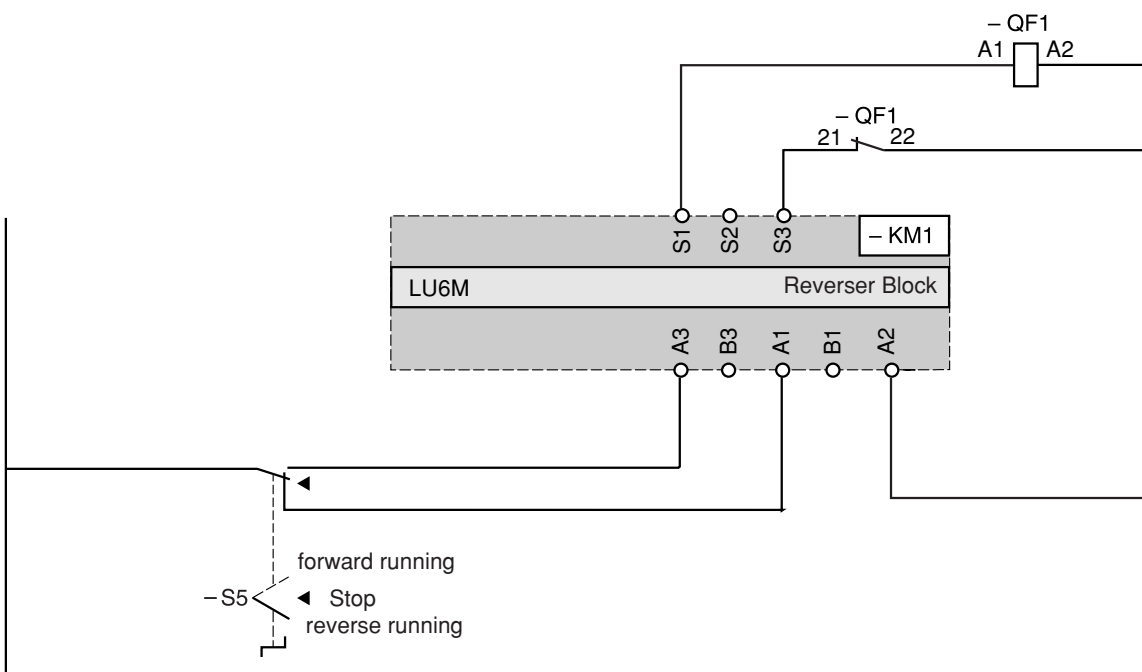 – QF1
A1 A2
– QF1
21 22
S1 S2 S3
– KM1
LU6M Reverser Block
A3 B3 A1 B1 A2
forward running
– S5 Stop
reverse running